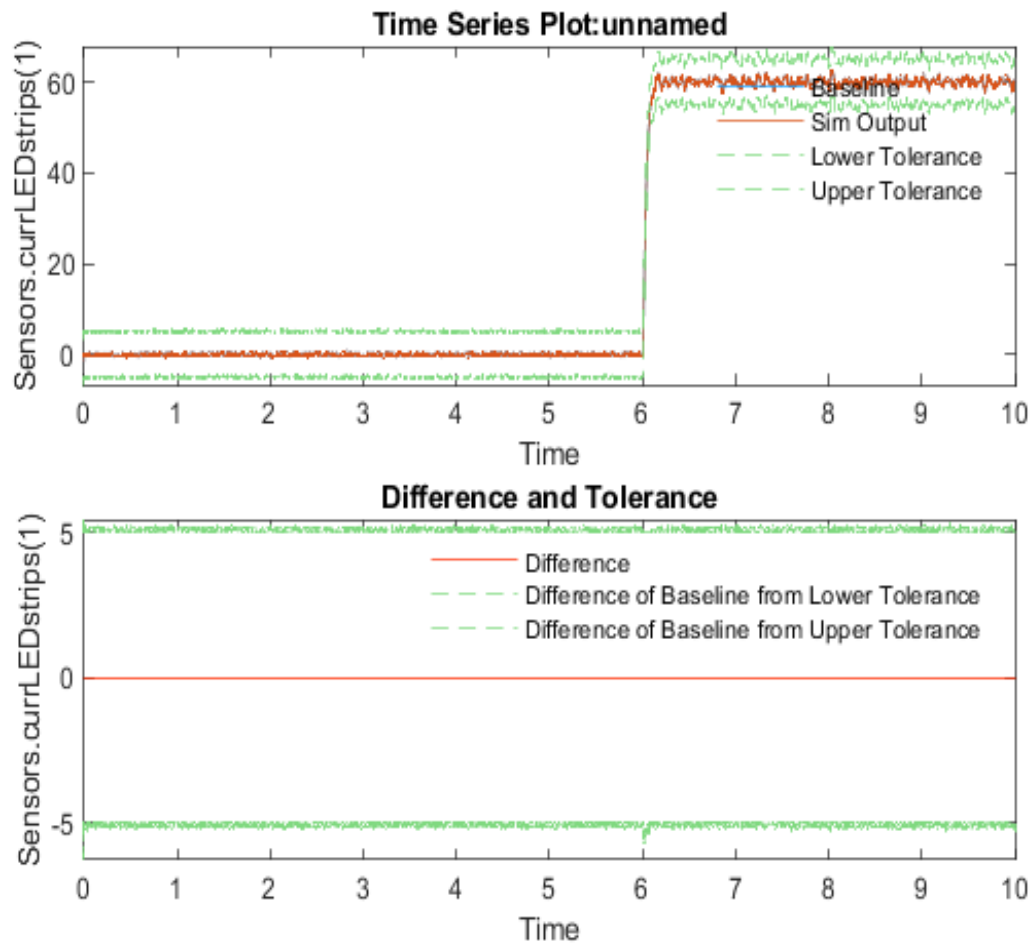 Time Series Plot:unnamed
Sensors.currLEDstrips(1)
60
40
20
0
Baseline
Sim Output
Lower Tolerance
Upper Tolerance
0 1 2 3 4 5 6 7 8 9 10
Time
Difference and Tolerance
Sensors.currLEDstrips(1)
5
0
-5
Difference
Difference of Baseline from Lower Tolerance
Difference of Baseline from Upper Tolerance
0 1 2 3 4 5 6 7 8 9 10
Time